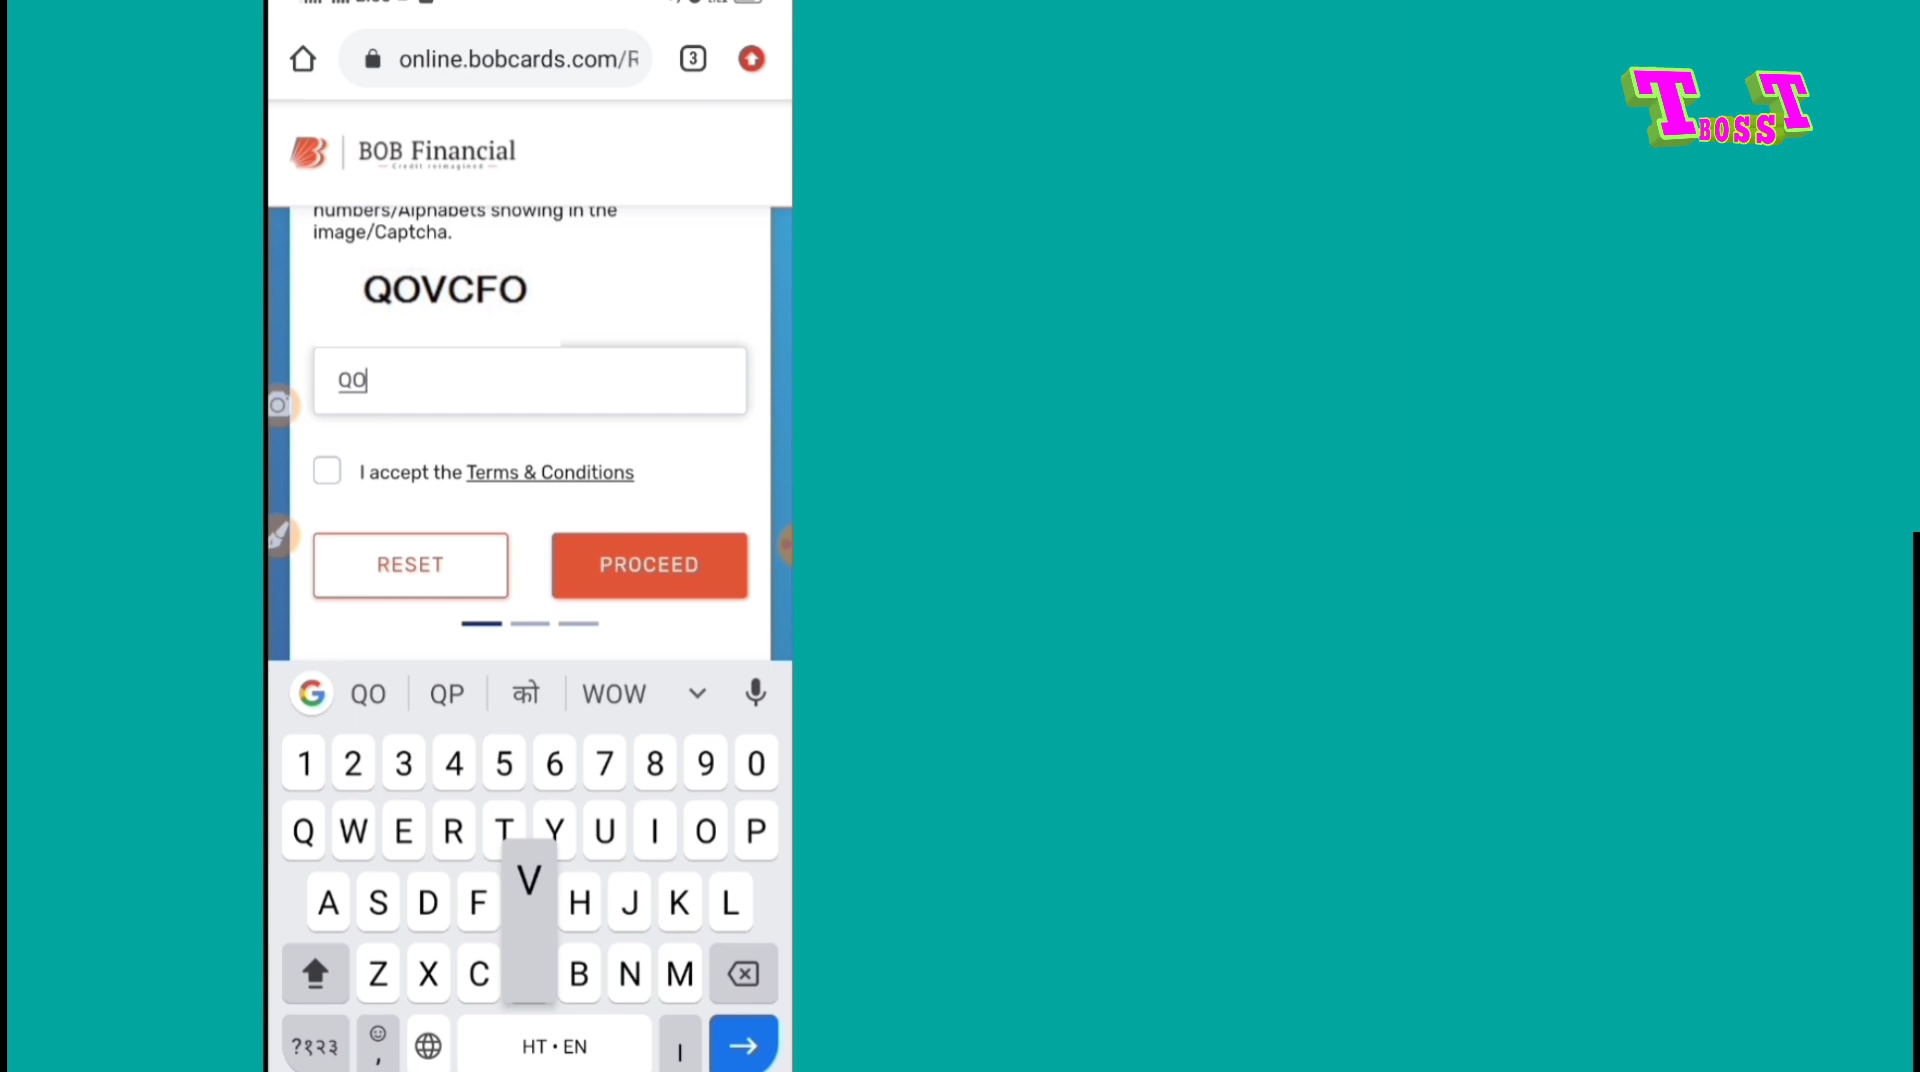 online.bobcards.com/R
3
BOB Financial
Credit reimagined
numbers/Alphabets showing in the
image/Captcha.
QOVCFO
QO
I accept the Terms & Conditions
RESET
PROCEED
QO
QP
को
WOW
1 2 3 4 5 6 7 8 9 0
Q W E R T Y U I O P
A S D F V H J K L
Z X C B N M
?१२३
,
HT • EN
।
T BOSS T